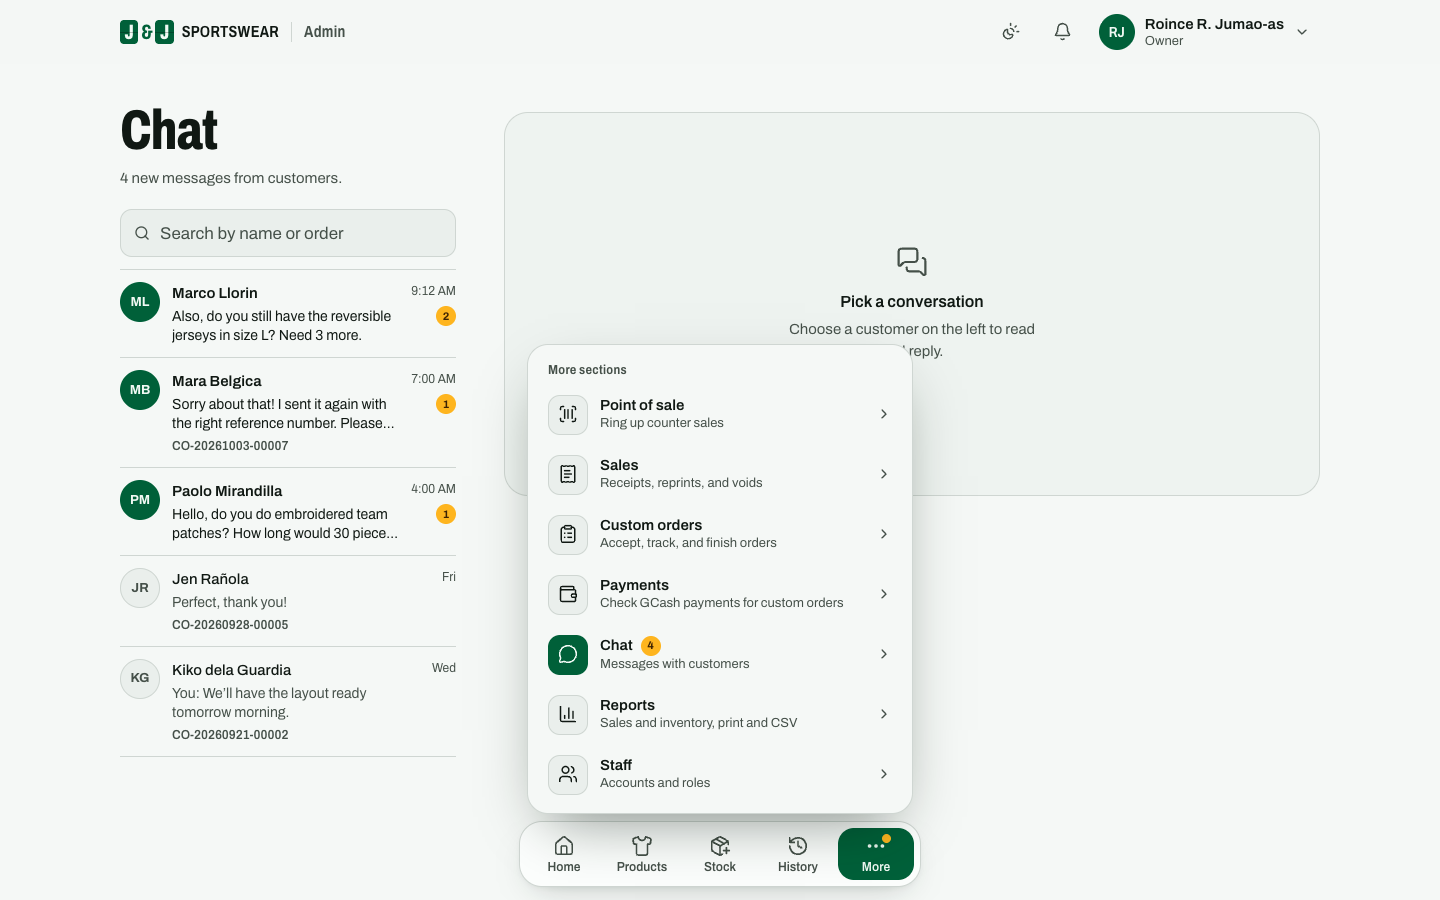 J & J SPORTSWEAR Admin
RJ
Roince R. Jumao-as
Owner
Chat
4 new messages from customers.
Search by name or order
ML
Marco Llorin
9:12 AM
Also, do you still have the reversible
2
jerseys in size L? Need 3 more.
MB
Mara Belgica
7:00 AM
Sorry about that! I sent it again with
1
the right reference number. Please...
CO-20261003-00007
PM
Paolo Mirandilla
4:00 AM
Hello, do you do embroidered team
1
patches? How long would 30 piece...
JR
Jen Rañola
Fri
Perfect, thank you!
CO-20260928-00005
KG
Kiko dela Guardia
Wed
You: We'll have the layout ready
tomorrow morning.
CO-20260921-00002
Pick a conversation
Choose a customer on the left to read
reply.
More sections
Point of sale
Ring up counter sales
Sales
Receipts, reprints, and voids
Custom orders
Accept, track, and finish orders
Payments
Check GCash payments for custom orders
Chat 4
Messages with customers
Reports
Sales and inventory, print and CSV
Staff
Accounts and roles
Home
Products
Stock
History
More